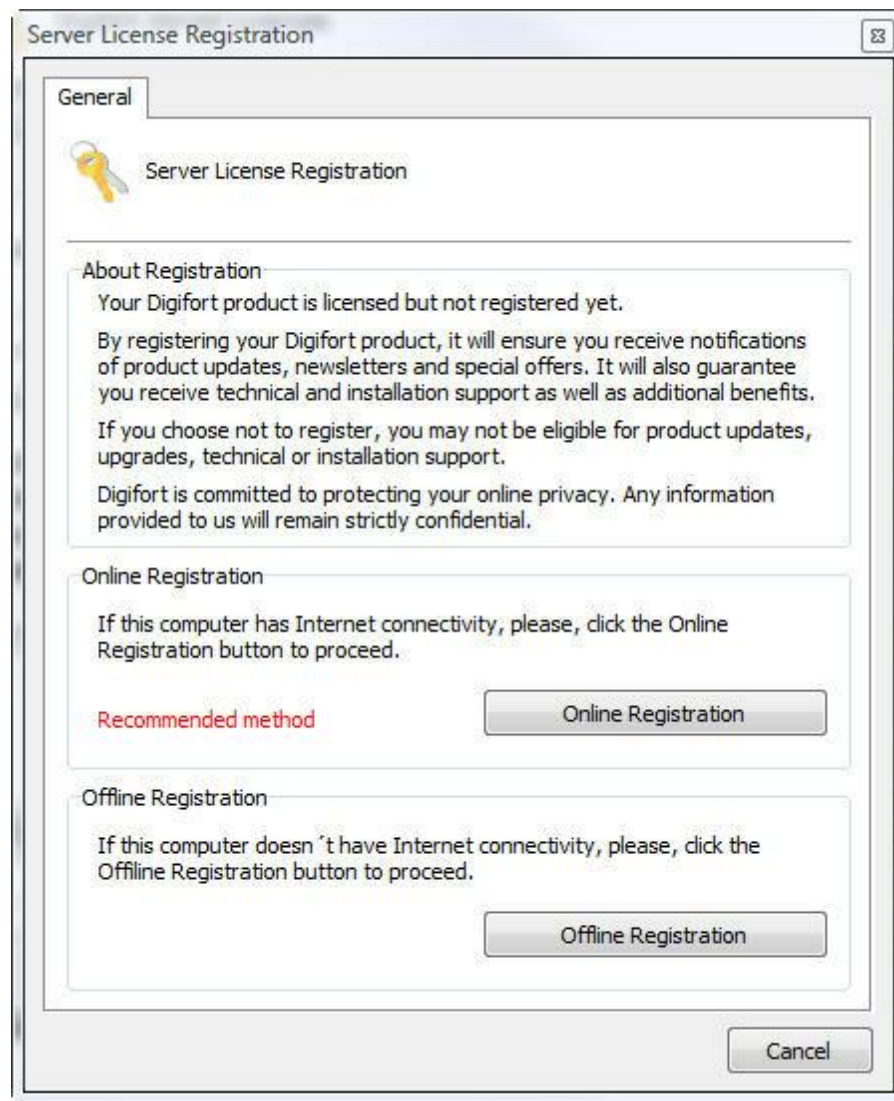 Server License Registration
General
Server License Registration
About Registration
Your Digifort product is licensed but not registered yet.
By registering your Digifort product, it will ensure you receive notifications
of product updates, newsletters and special offers. It will also guarantee
you receive technical and installation support as well as additional benefits.
If you choose not to register, you may not be eligible for product updates,
upgrades, technical or installation support.
Digifort is committed to protecting your online privacy. Any information
provided to us will remain strictly confidential.
Online Registration
If this computer has Internet connectivity, please, click the Online
Registration button to proceed.
Recommended method
Online Registration
Offline Registration
If this computer doesn´t have Internet connectivity, please, click the
Offiline Registration button to proceed.
Offline Registration
Cancel